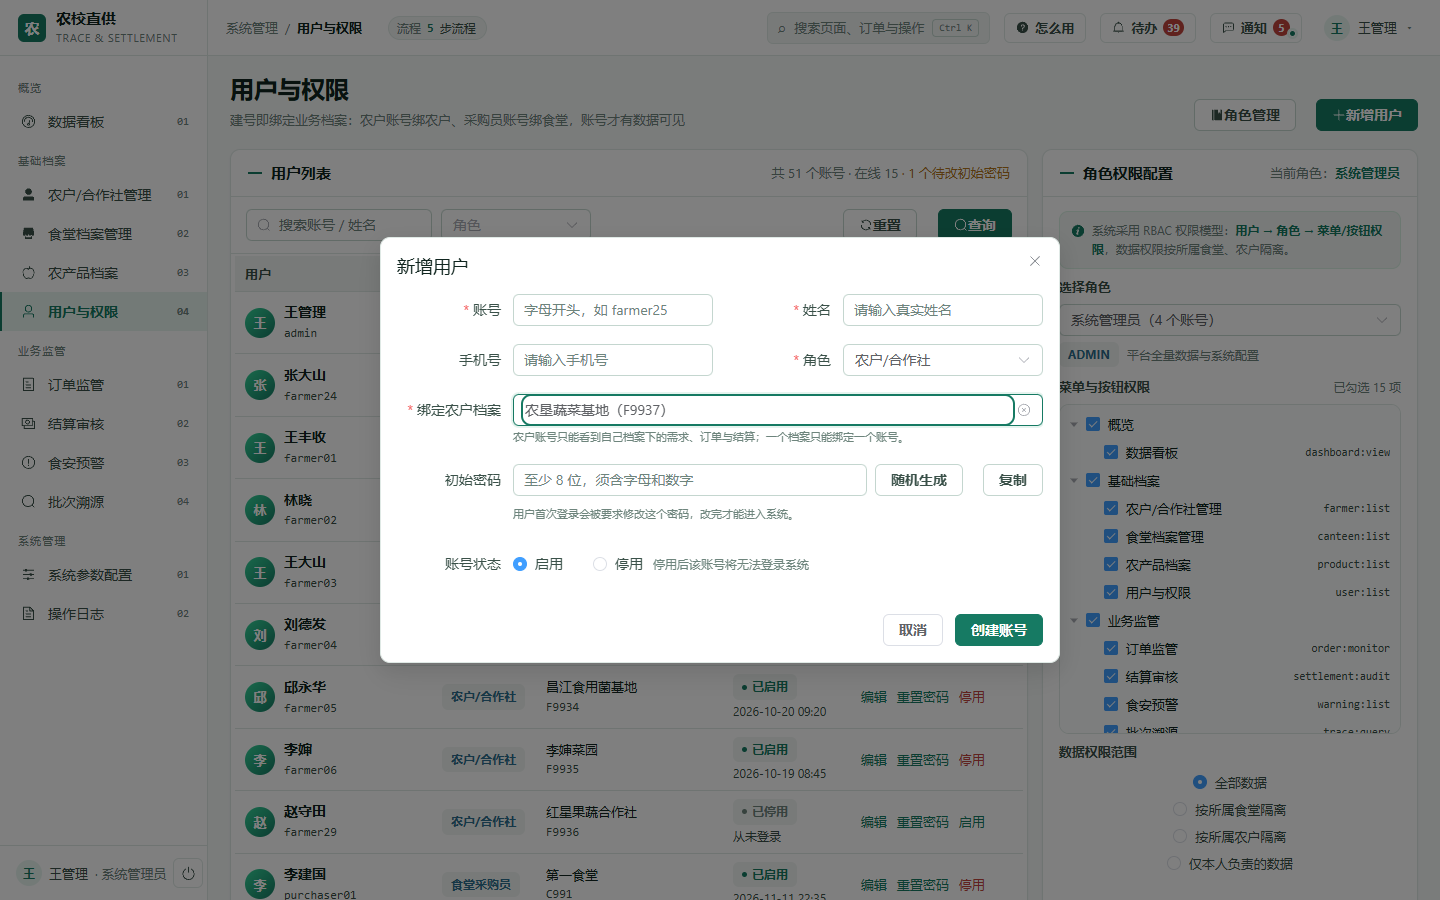 农校直供
TRACE & SETTLEMENT
系统管理 / 用户与权限
流程 5 步流程
搜索页面、订单与操作 Ctrl K
怎么用
待办 39
通知 5
王 王管理
概览
数据看板 01
基础档案
农户/合作社管理 01
食堂档案管理 02
农产品档案 03
用户与权限 04
业务监管
订单监管 01
结算审核 02
食安预警 03
批次溯源 04
系统管理
系统参数配置 01
操作日志 02
王 王管理 · 系统管理员
用户与权限
建号即绑定业务档案：农户账号绑农户、采购员账号绑食堂，账号才有数据可见
角色管理
+新增用户
用户列表
共 51 个账号 · 在线 15 · 1 个待改初始密码
搜索账号 / 姓名
角色
重置
查询
用户
王 王管理
admin
张 张大山
farmer24
王 王丰收
farmer01
林 林晓
farmer02
王 王大山
farmer03
刘 刘德发
farmer04
邱 邱永华
farmer05
农户/合作社
昌江食用菌基地
F9934
已启用
2026-10-20 09:20
编辑 重置密码 停用
李 李婶
farmer06
农户/合作社
李婶菜园
F9935
已启用
2026-10-19 08:45
编辑 重置密码 停用
赵 赵守田
farmer29
农户/合作社
红星果蔬合作社
F9936
已停用
从未登录
编辑 重置密码 启用
李 李建国
purchaser01
食堂采购员
第一食堂
C991
已启用
2026-11-11 22:35
编辑 重置密码 停用
新增用户
* 账号 字母开头，如 farmer25
* 姓名 请输入真实姓名
手机号 请输入手机号
* 角色 农户/合作社
* 绑定农户档案 农垦蔬菜基地（F9937）
农户账号只能看到自己档案下的需求、订单与结算；一个档案只能绑定一个账号。
初始密码 至少 8 位，须含字母和数字 随机生成 复制
用户首次登录会被要求修改这个密码，改完才能进入系统。
账号状态 启用 停用 停用后该账号将无法登录系统
取消 创建账号
角色权限配置
当前角色：系统管理员
系统采用 RBAC 权限模型：用户 → 角色 → 菜单/按钮权
限，数据权限按所属食堂、农户隔离。
选择角色
系统管理员（4 个账号）
ADMIN 平台全量数据与系统配置
菜单与按钮权限 已勾选 15 项
概览
数据看板 dashboard:view
基础档案
农户/合作社管理 farmer:list
食堂档案管理 canteen:list
农产品档案 product:list
用户与权限 user:list
业务监管
订单监管 order:monitor
结算审核 settlement:audit
食安预警 warning:list
批次溯源 trace:query
数据权限范围
全部数据
按所属食堂隔离
按所属农户隔离
仅本人负责的数据